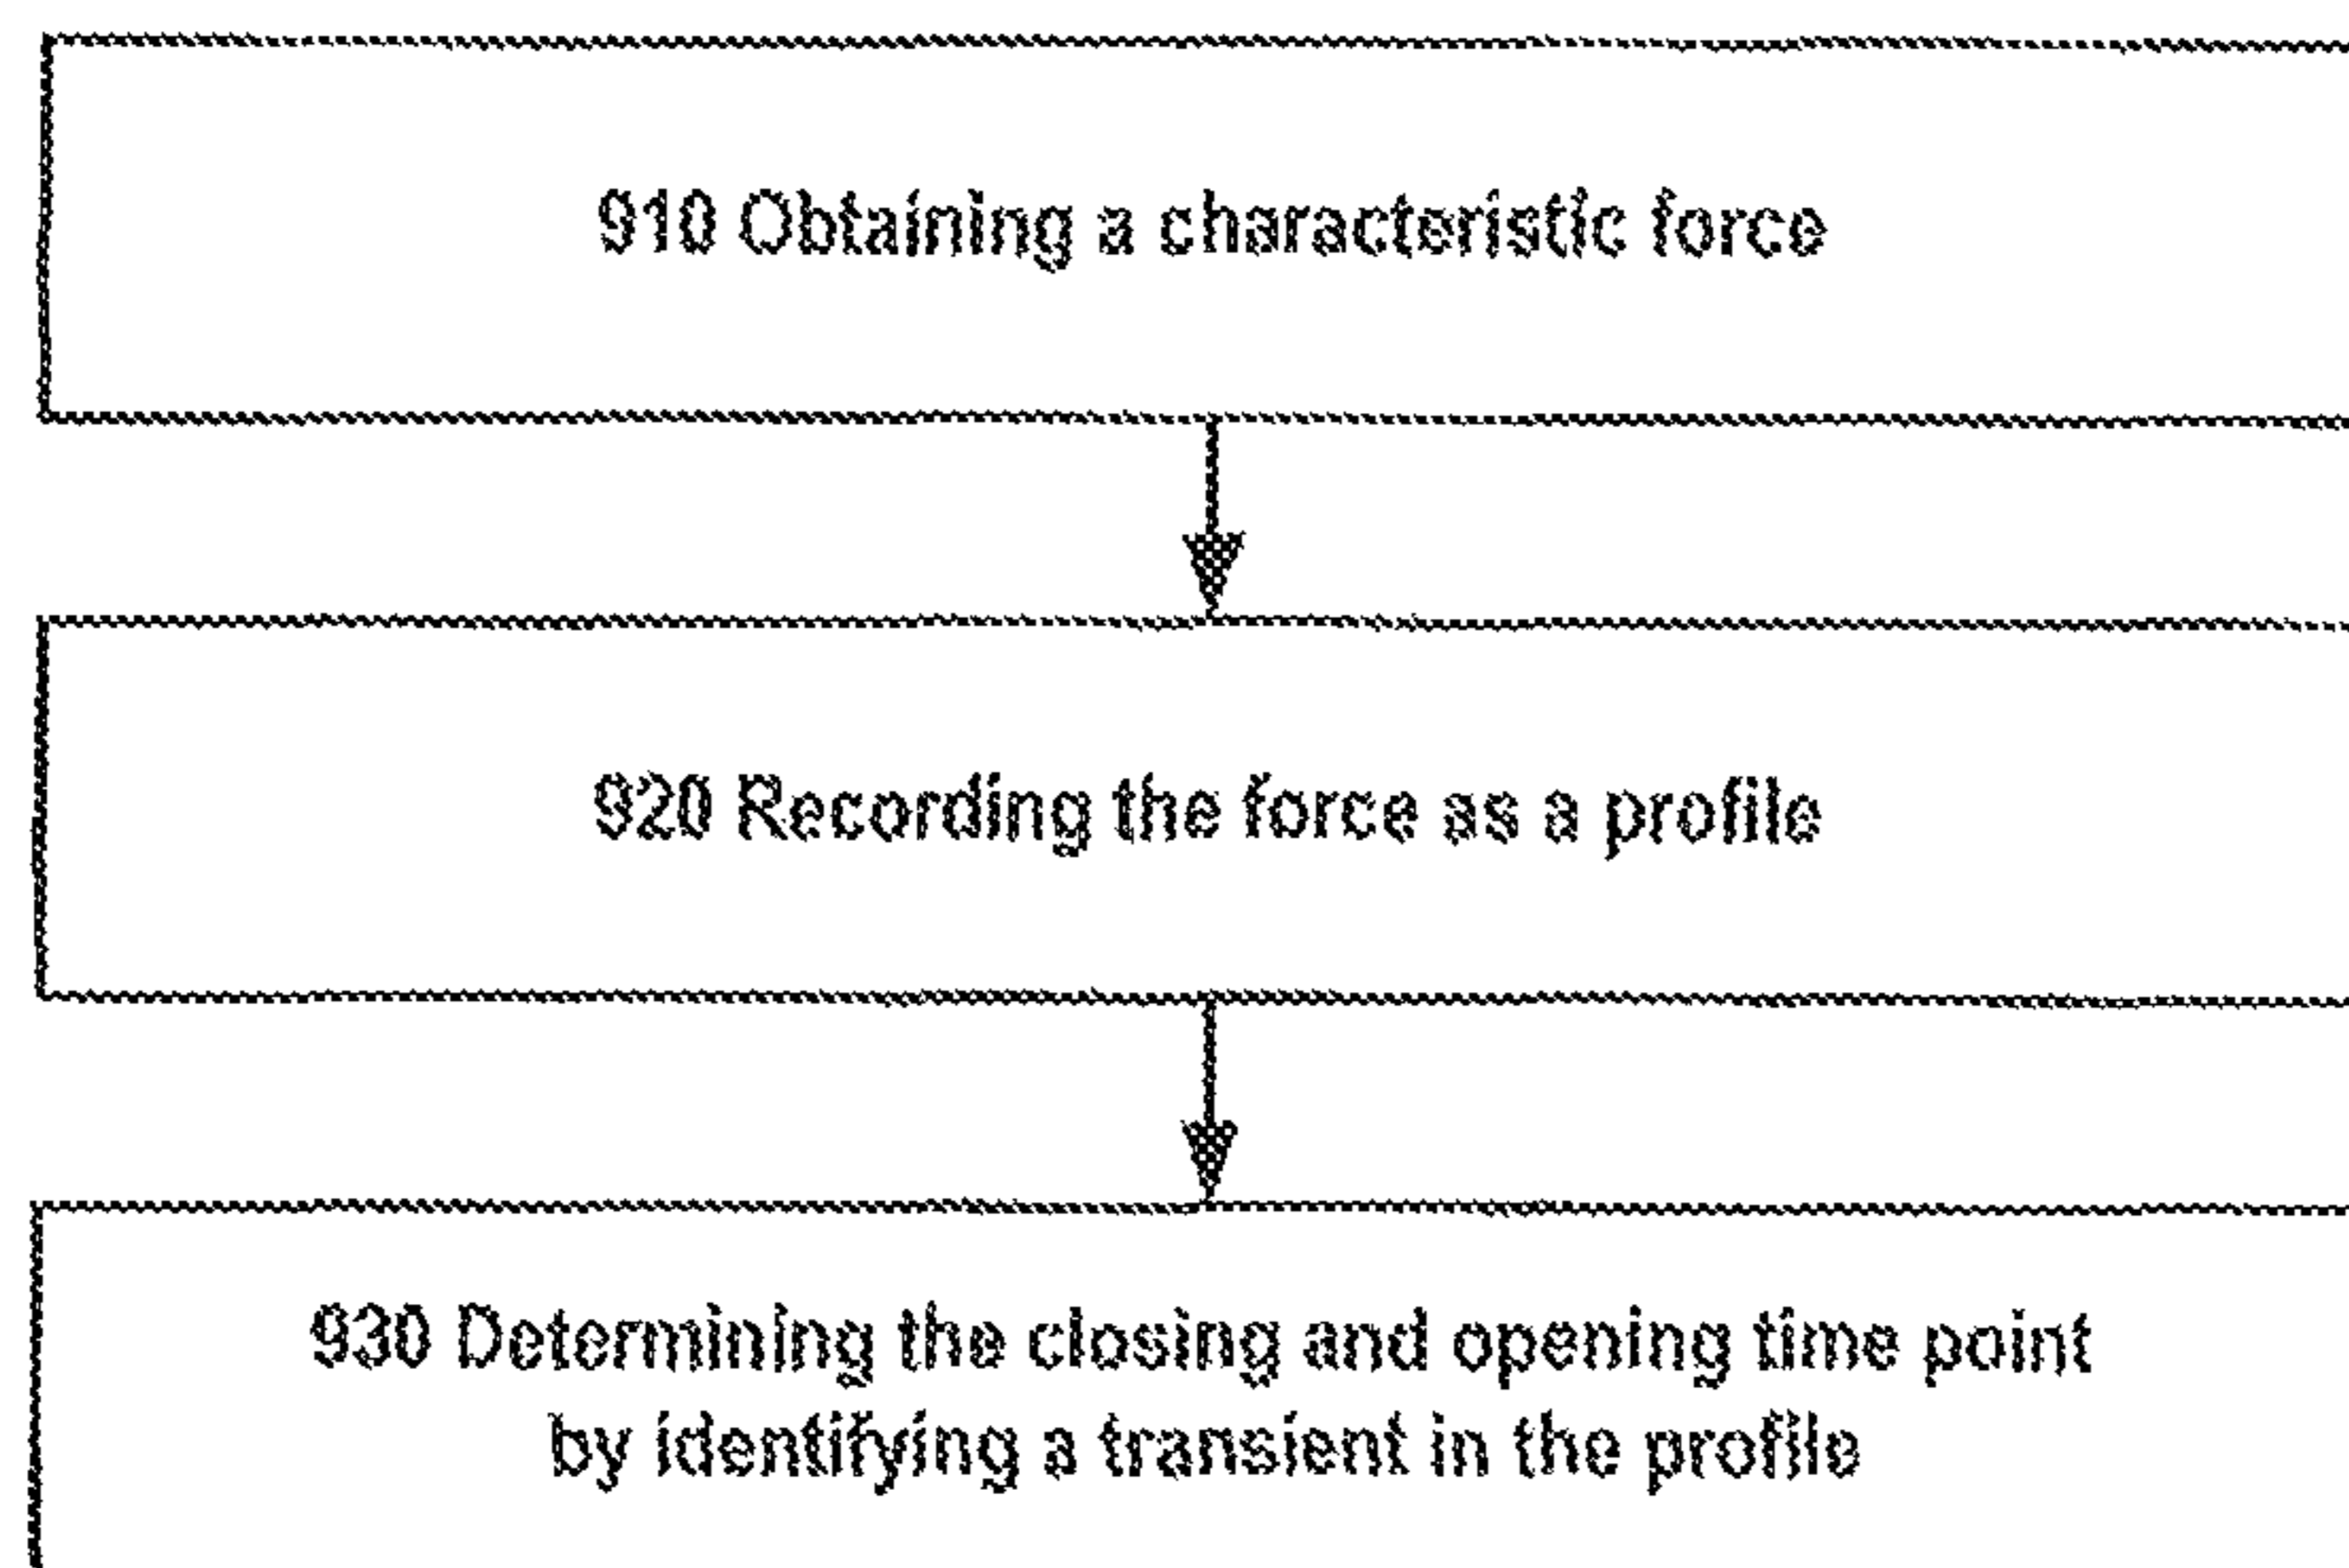 910 Obtaining a characteristic force
920 Recording the force as a profile
930 Determining the closing and opening time point
by identifying a transient in the profile